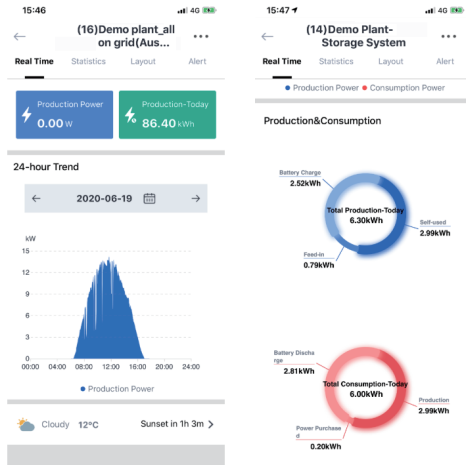 15:46
4G
(16)Demo plant_all
on grid(Aus...
Real Time Statistics Layout Alert
Production Power
0.00 W
Production-Today
86.40 kWh
24-hour Trend
2020-06-19
kW
15
12
9
6
3
0
00:00 04:00 08:00 12:00 16:00 20:00 24:00
Production Power
Cloudy 12°C Sunset in 1h 3m
15:47
4G
(14)Demo Plant-
Storage System
Real Time Statistics Layout Alert
Production Power Consumption Power
Production&Consumption
Battery Charge
2.52kWh
Total Production-Today
6.30kWh
Self-used
2.99kWh
Feed-in
0.79kWh
Battery Discha
rge
2.81kWh
Total Consumption-Today
6.00kWh
Production
2.99kWh
Power Purchase
d
0.20kWh